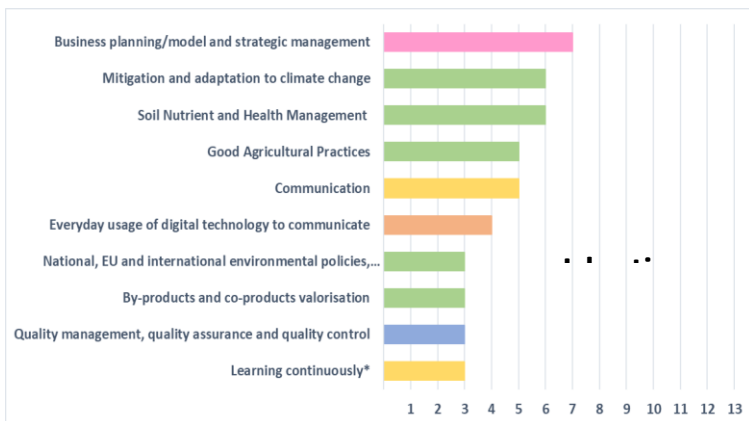 Business planning/model and strategic management
Mitigation and adaptation to climate change
Soil Nutrient and Health Management
Good Agricultural Practices
Communication
Everyday usage of digital technology to communicate
National, EU and international environmental policies,...
By-products and co-products valorisation
Quality management, quality assurance and quality control
Learning continuously*
1 2 3 4 5 6 7 8 9 10 11 12 13